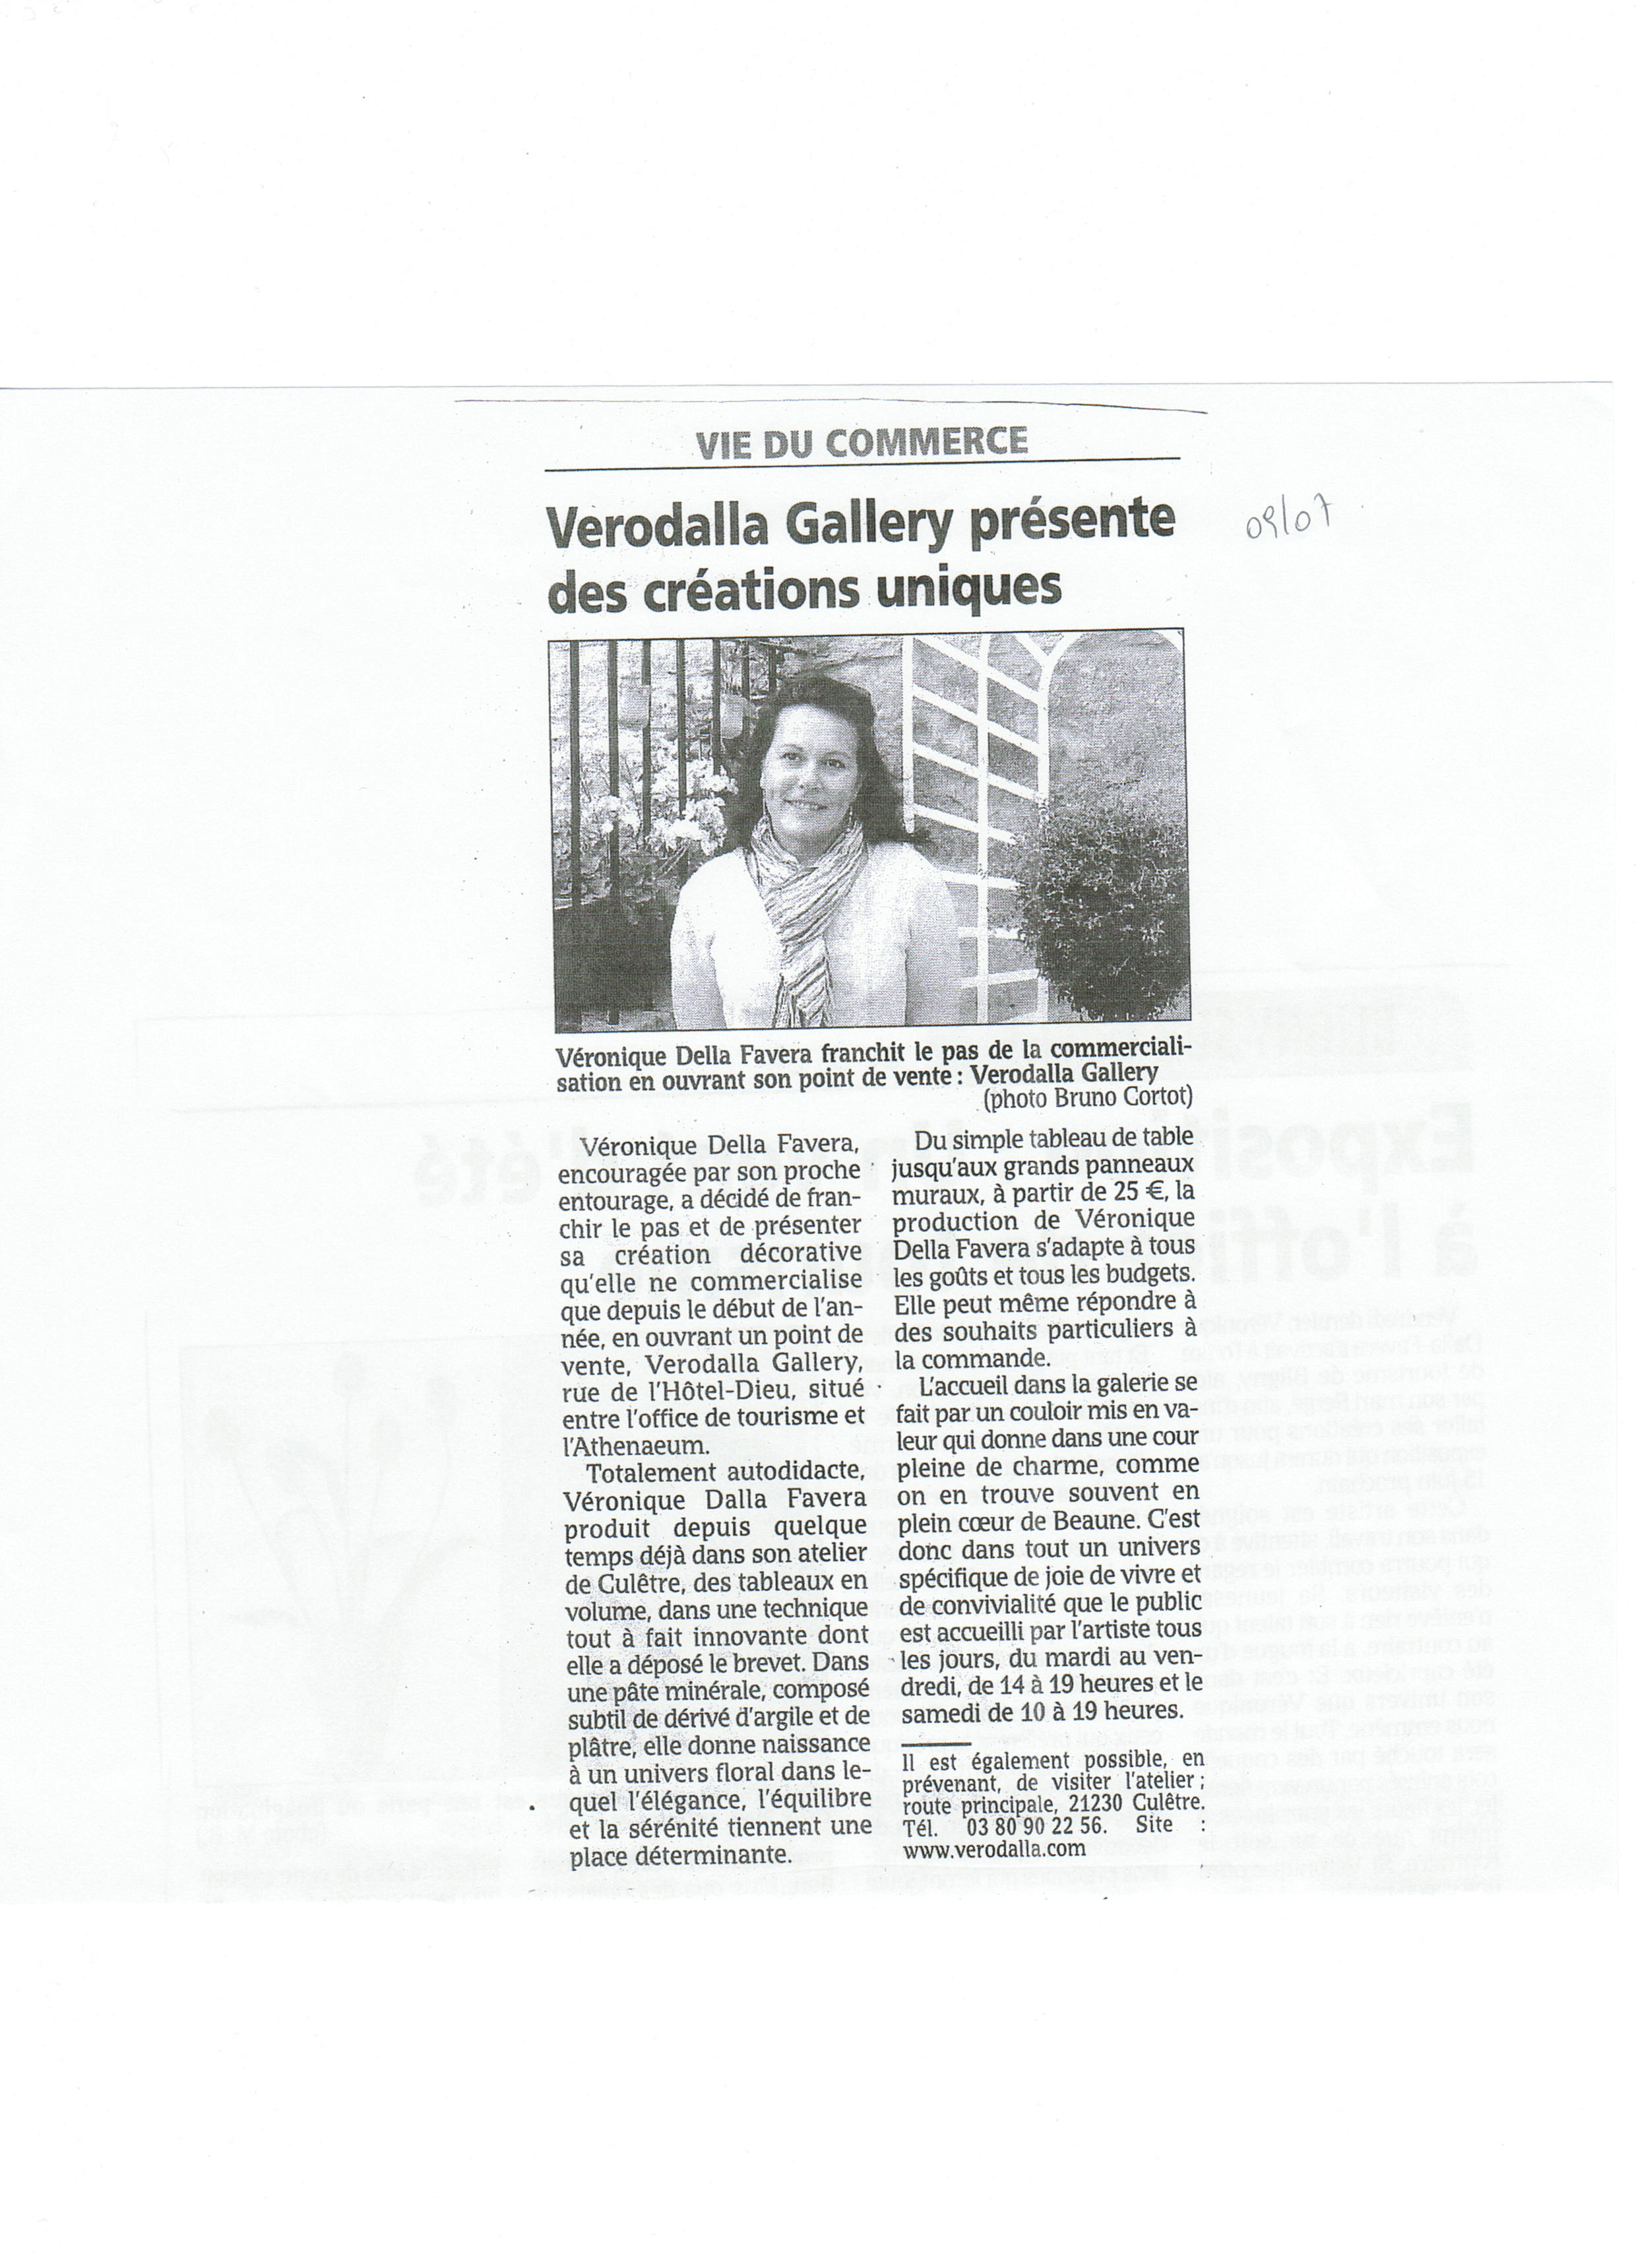 VIE DU COMMERCE
Verodalla Gallery présente
des créations uniques
09/07
Véronique Della Favera franchit le pas de la commerciali-
sation en ouvrant son point de vente : Verodalla Gallery
(photo Bruno Cortot)
Véronique Della Favera,
encouragée par son proche
entourage, a décidé de fran-
chir le pas et de présenter
sa création décorative
qu'elle ne commercialise
que depuis le début de l'an-
née, en ouvrant un point de
vente, Verodalla Gallery,
rue de l'Hôtel-Dieu, situé
entre l'office de tourisme et
l'Athenaeum.
Totalement autodidacte,
Véronique Dalla Favera
produit depuis quelque
temps déjà dans son atelier
de Culêtre, des tableaux en
volume, dans une technique
tout à fait innovante dont
elle a déposé le brevet. Dans
une pâte minérale, composé
subtil de dérivé d'argile et de
plâtre, elle donne naissance
à un univers floral dans le-
quel l'élégance, l'équilibre
et la sérénité tiennent une
place déterminante.
Du simple tableau de table
jusqu'aux grands panneaux
muraux, à partir de 25 €, la
production de Véronique
Della Favera s'adapte à tous
les goûts et tous les budgets.
Elle peut même répondre à
des souhaits particuliers à
la commande.
L'accueil dans la galerie se
fait par un couloir mis en va-
leur qui donne dans une cour
pleine de charme, comme
on en trouve souvent en
plein cœur de Beaune. C'est
donc dans tout un univers
spécifique de joie de vivre et
de convivialité que le public
est accueilli par l'artiste tous
les jours, du mardi au ven-
dredi, de 14 à 19 heures et le
samedi de 10 à 19 heures.
Il est également possible, en
prévenant, de visiter l'atelier ;
route principale, 21230 Culêtre.
Tél. 03 80 90 22 56. Site :
www.verodalla.com